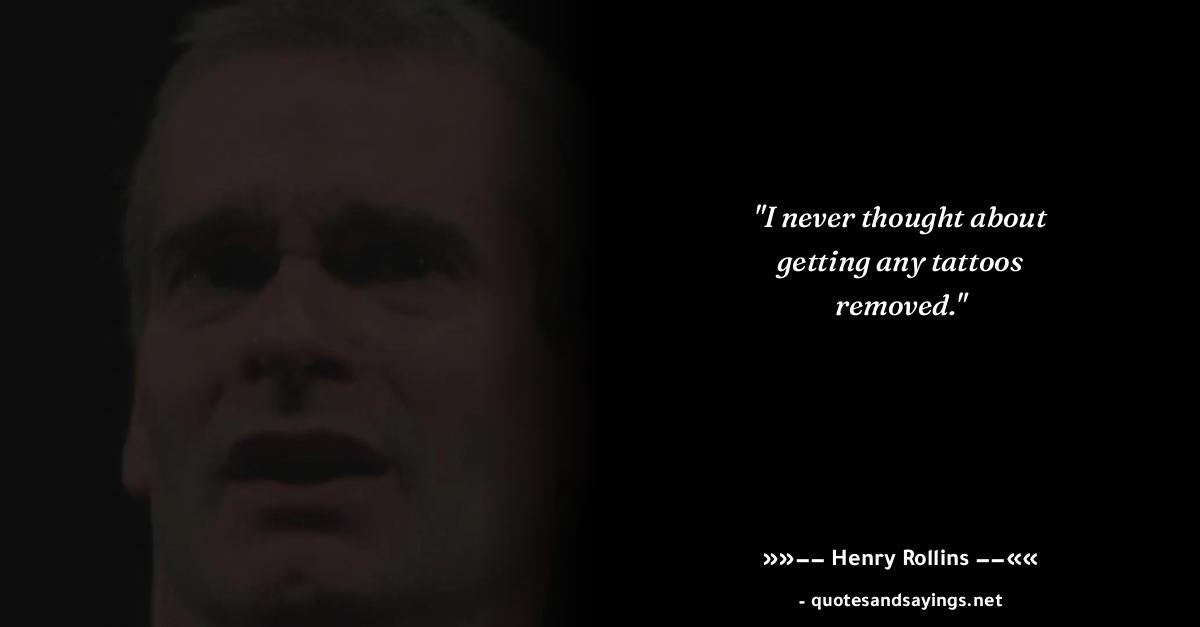 "I never thought about
getting any tattoos
removed."
»»–– Henry Rollins ––««
- quotesandsayings.net